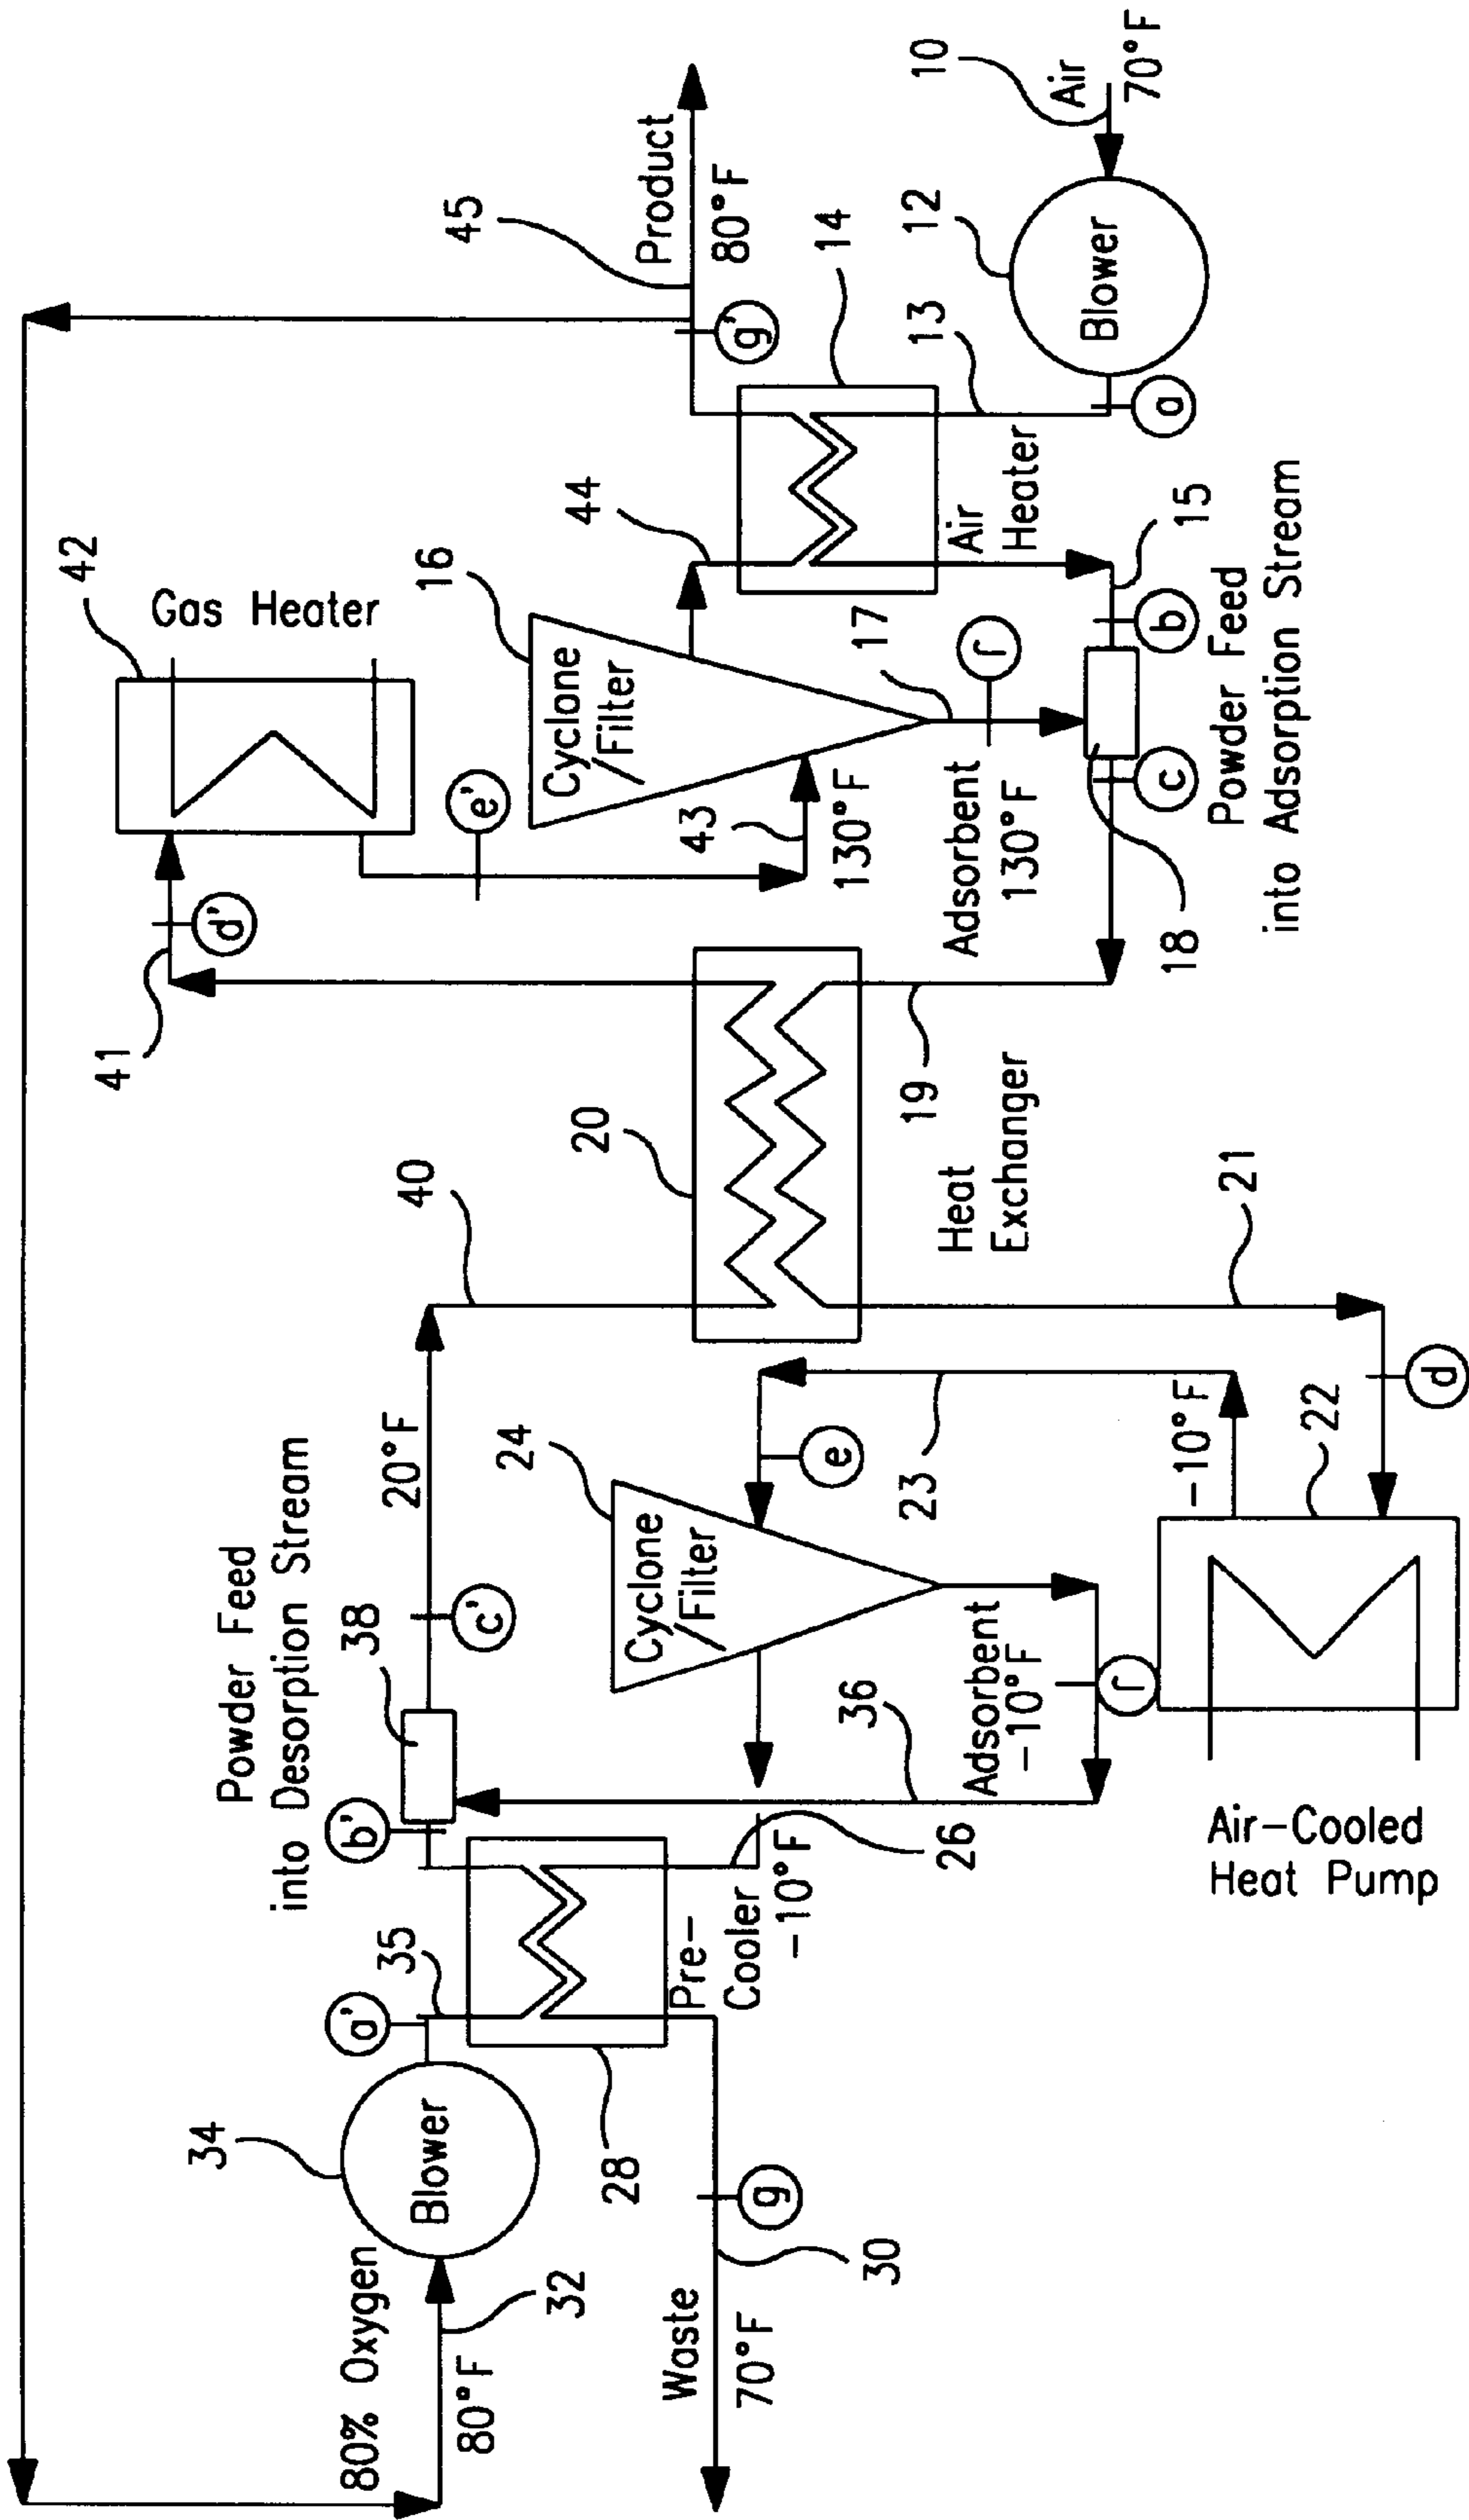 42
Gas Heater
41
d'
e'
16
Cyclone
/Filter
43
130°F
44
45
Product
80°F
g'
14
Air
Heater
13
12
Blower
10
Air
70°F
a
15
b
17
f
Adsorbent
130°F
c
18
Powder Feed
into Adsorption Stream
19
20
Heat
Exchanger
40
21
d
Powder Feed
into Desorption Stream
38
20°F
c'
b'
24
Cyclone
/Filter
e
23
-10°F
22
36
Adsorbent
-10°F
f
Air-Cooled
Heat Pump
34
Blower
a'
35
80% Oxygen
80°F
32
28
Pre-
Cooler
-10°F
26
g
30
Waste
70°F